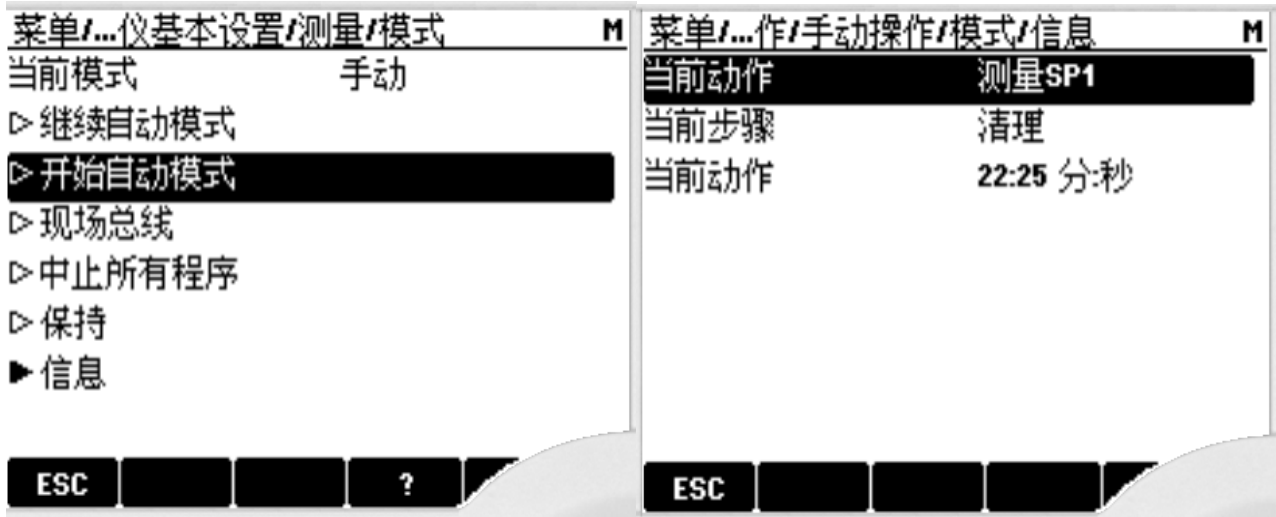 菜单/...仪基本设置/测量/模式 M
当前模式 手动
▷继续自动模式
▷开始自动模式
▷现场总线
▷中止所有程序
▷保持
▶信息
ESC ?
菜单/...作/手动操作/模式/信息 M
当前动作 测量SP1
当前步骤 清理
当前动作 22:25 分:秒
ESC